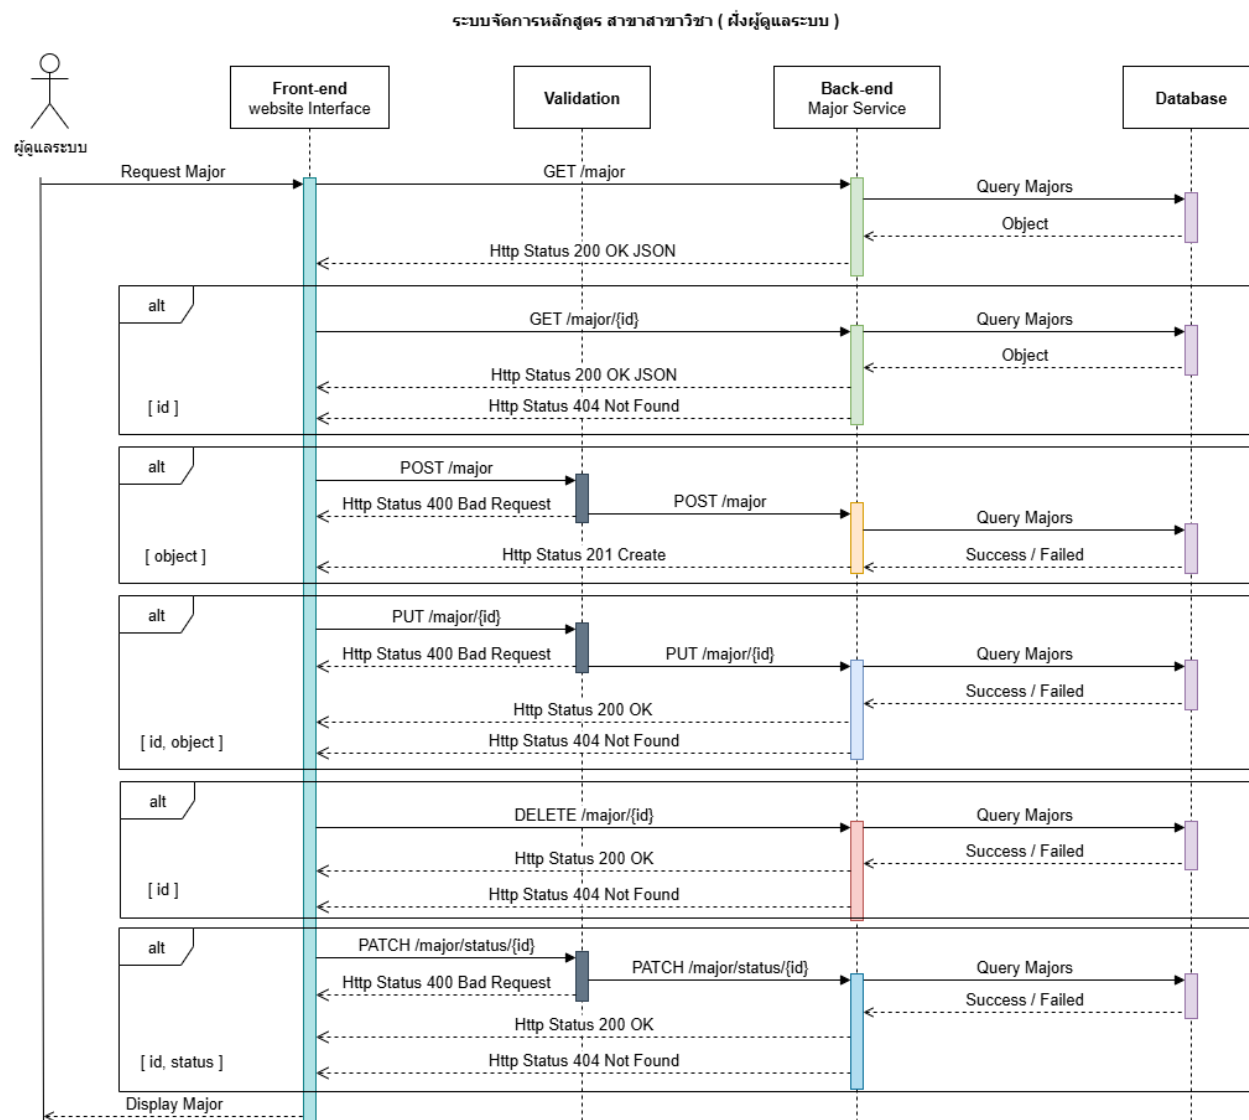 ระบบจัดการหลักสูตร สาขาสาขาวิชา ( ฝั่งผู้ดูแลระบบ )
Front-end
website Interface
Validation
Back-end
Major Service
Database
ผู้ดูแลระบบ
Request Major
GET /major
Query Majors
Object
Http Status 200 OK JSON
alt
GET /major/{id}
Query Majors
Object
Http Status 200 OK JSON
[ id ]
Http Status 404 Not Found
alt
POST /major
Http Status 400 Bad Request
POST /major
Query Majors
[ object ]
Http Status 201 Create
Success / Failed
alt
PUT /major/{id}
Http Status 400 Bad Request
PUT /major/{id}
Query Majors
Success / Failed
Http Status 200 OK
[ id, object ]
Http Status 404 Not Found
alt
DELETE /major/{id}
Query Majors
Success / Failed
Http Status 200 OK
[ id ]
Http Status 404 Not Found
alt
PATCH /major/status/{id}
Http Status 400 Bad Request
PATCH /major/status/{id}
Query Majors
Success / Failed
Http Status 200 OK
[ id, status ]
Http Status 404 Not Found
Display Major